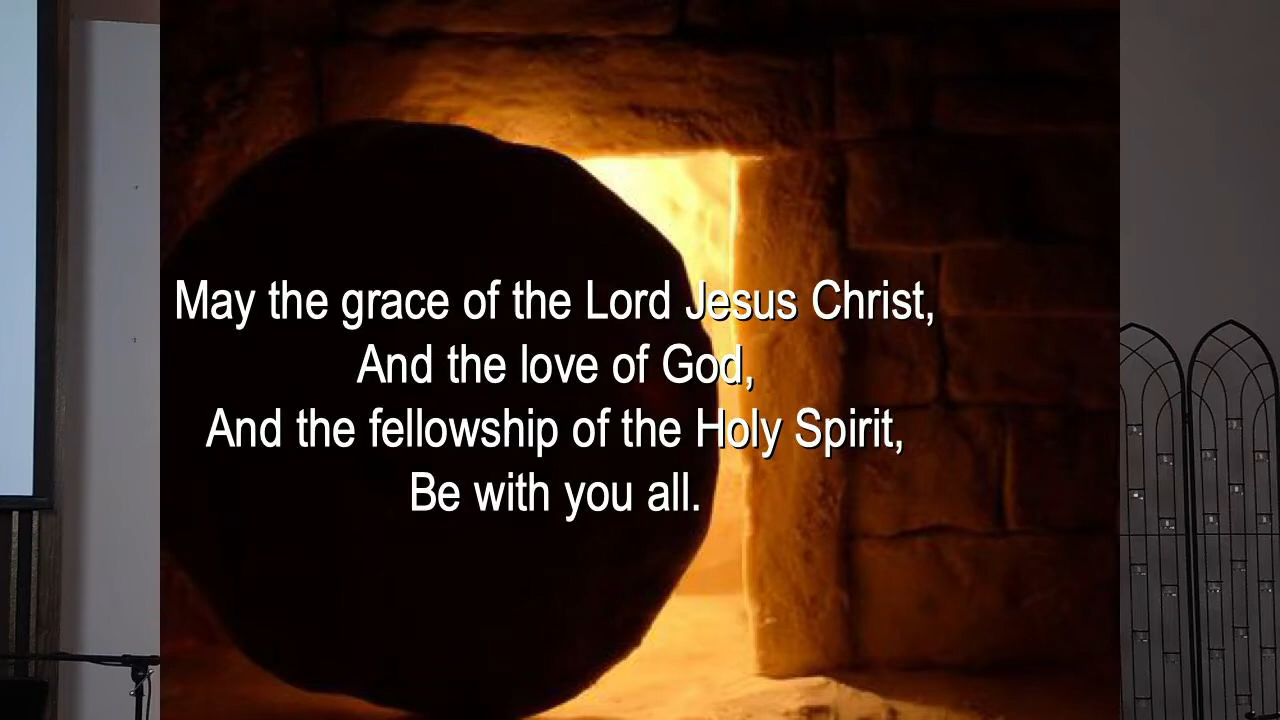 May the grace of the Lord Jesus Christ,
And the love of God,
And the fellowship of the Holy Spirit,
Be with you all.